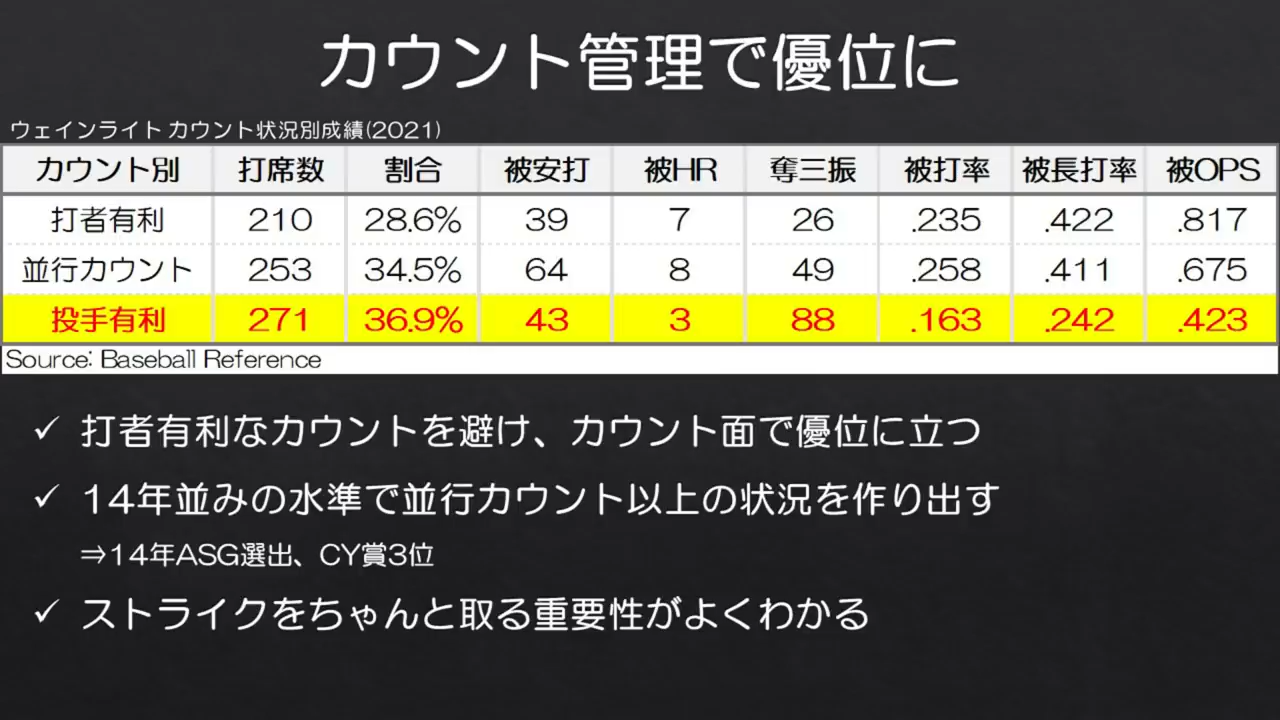 カウント管理で優位に
ウェインライト カウント状況別成績(2021)
カウント別 打席数 割合 被安打 被HR 奪三振 被打率 被長打率 被OPS
打者有利 210 28.6% 39 7 26 .235 .422 .817
並行カウント 253 34.5% 64 8 49 .258 .411 .675
投手有利 271 36.9% 43 3 88 .163 .242 .423
Source: Baseball Reference
✓ 打者有利なカウントを避け、カウント面で優位に立つ
✓ 14年並みの水準で並行カウント以上の状況を作り出す
⇒14年ASG選出、CY賞3位
✓ ストライクをちゃんと取る重要性がよくわかる